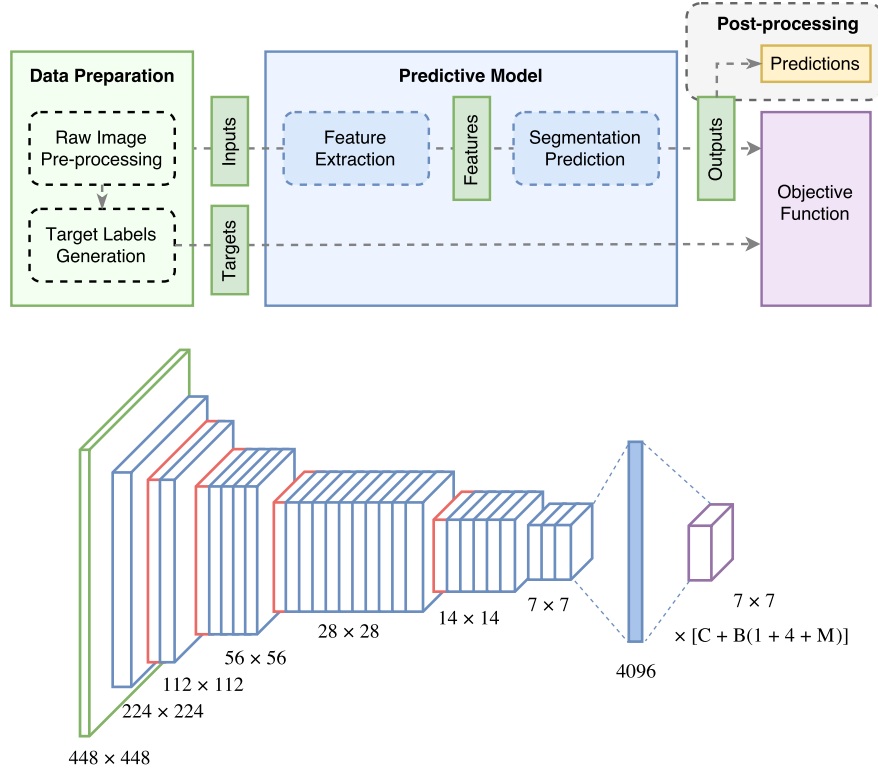 Post-processing
Predictions
Data Preparation
Raw Image
Pre-processing
Target Labels
Generation
Inputs
Targets
Predictive Model
Feature
Extraction
Features
Segmentation
Prediction
Outputs
Objective
Function
448 × 448
224 × 224
112 × 112
56 × 56
28 × 28
14 × 14
7 × 7
4096
7 × 7
× [C + B(1 + 4 + M)]